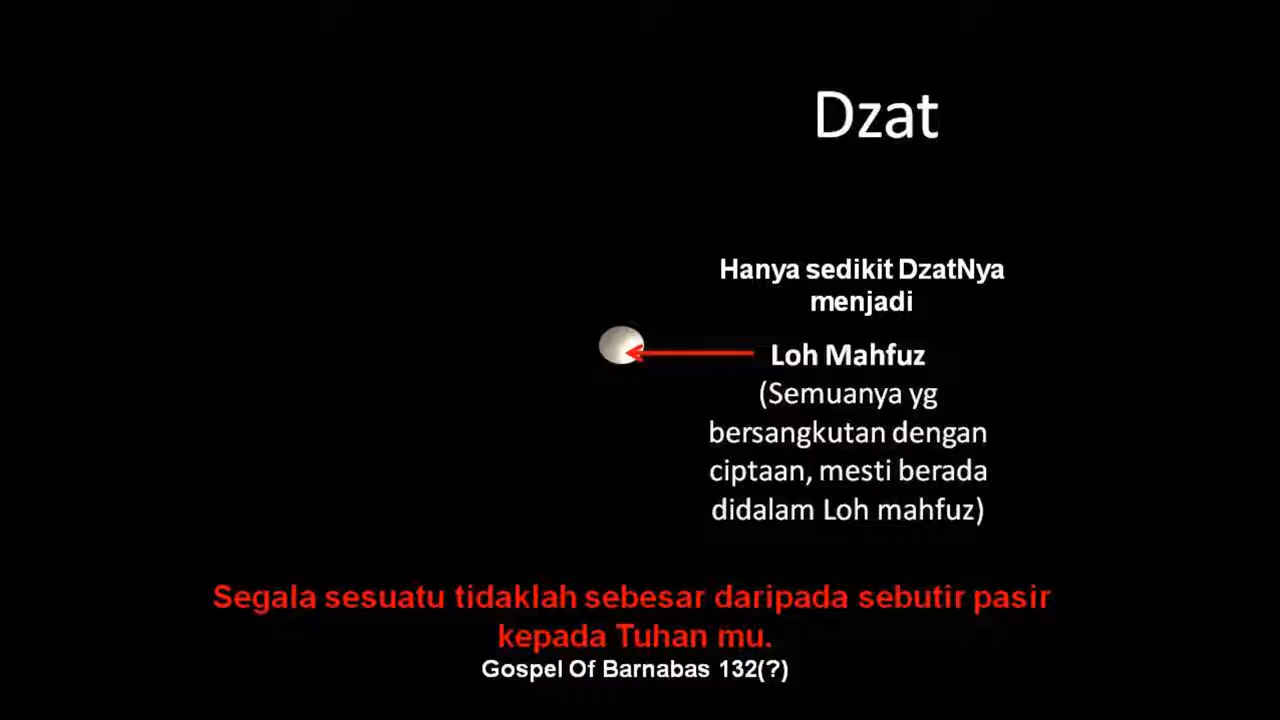 Dzat
Hanya sedikit DzatNya
menjadi
Loh Mahfuz
(Semuanya yg
bersangkutan dengan
ciptaan, mesti berada
didalam Loh mahfuz)
Segala sesuatu tidaklah sebesar daripada sebutir pasir
kepada Tuhan mu.
Gospel Of Barnabas 132(?)